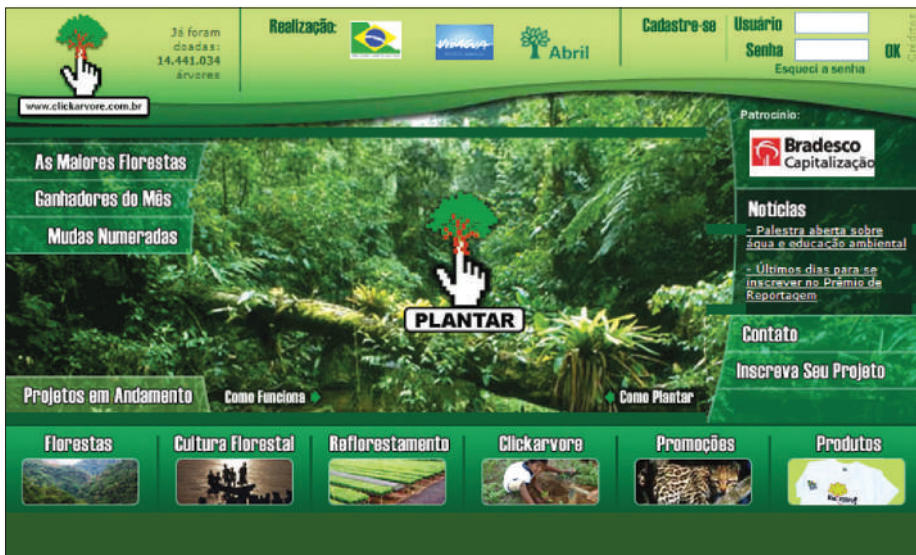 Já foram
doadas:
14.441.034
árvores
www.clickarvore.com.br
Realização:
VIDÁGUA
Abril
Cadastre-se
Usuário
Senha
OK
Esqueci a senha
Créditos
As Maiores Florestas
Ganhadores do Mês
Mudas Numeradas
PLANTAR
Patrocínio:
Bradesco
Capitalização
Notícias
- Palestra aberta sobre
água e educação ambiental
- Últimos dias para se
inscrever no Prêmio de
Reportagem
Contato
Inscreva Seu Projeto
Projetos em Andamento
Como Funciona
Como Plantar
Florestas
Cultura Florestal
Reflorestamento
Clickarvore
Promoções
Produtos